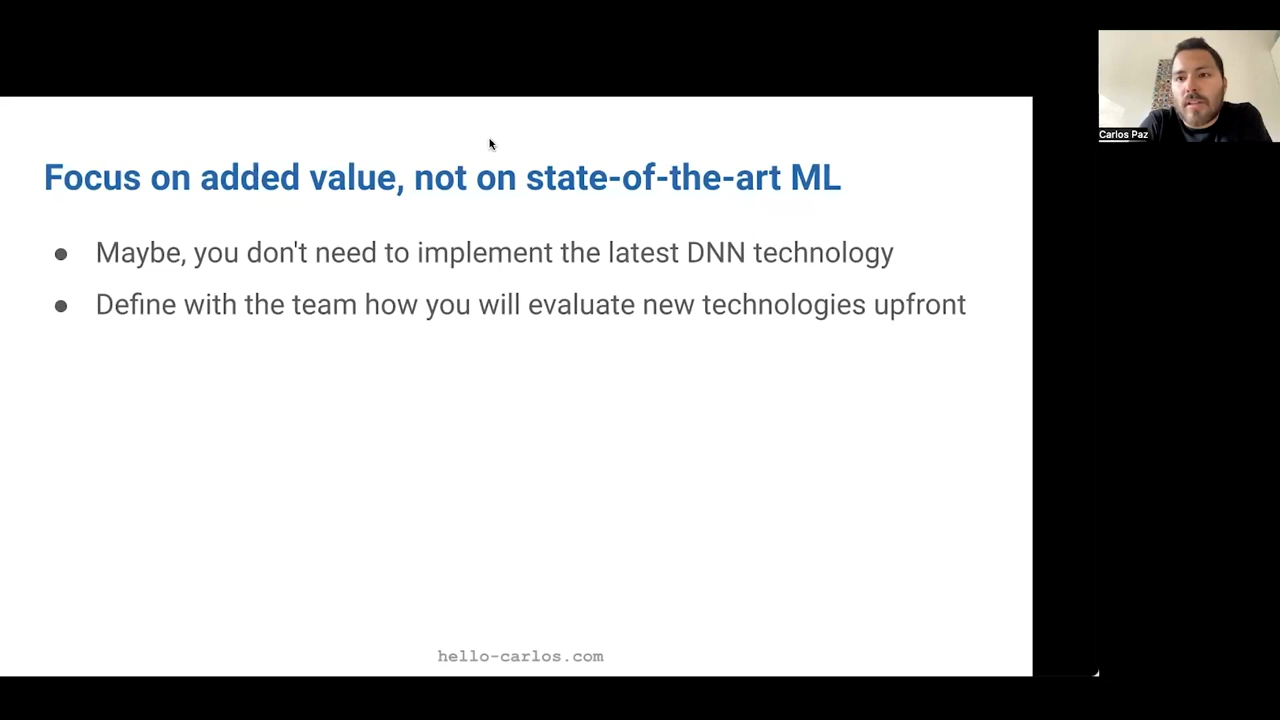 Carlos Paz
Focus on added value, not on state-of-the-art ML
● Maybe, you don't need to implement the latest DNN technology
● Define with the team how you will evaluate new technologies upfront
hello-carlos.com